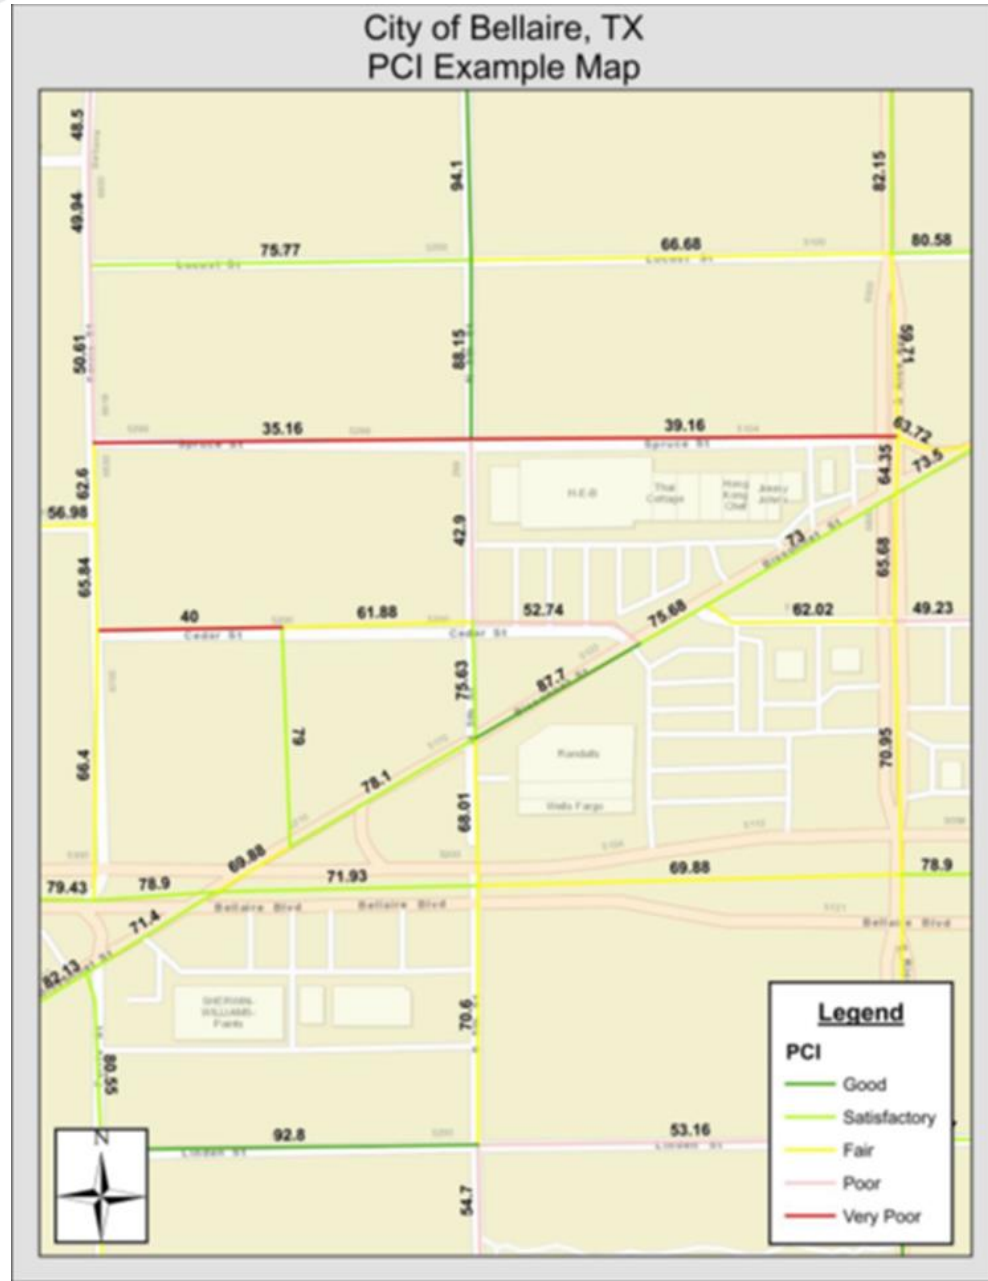 City of Bellaire, TX
PCI Example Map
48.5
94.1
82.15
49.94
75.77
66.68
80.58
Locust St
Locust St
50.61
88.15
59.71
35.16
39.16
63.72
Spruce St
Spruce St
73.5
62.6
64.35
H-E-B
Thai
Cottage
Hong
Kong
Chef
Jimmy
John's
56.98
42.9
73
65.84
65.68
Bissonnet St
40
61.88
52.74
75.68
62.02
49.23
Cedar St
Cedar St
75.63
87.7
79
66.4
78.1
70.95
Randalls
68.01
Wells Fargo
69.88
79.43
78.9
71.93
69.88
78.9
Bellaire Blvd
Bellaire Blvd
Bellaire Blvd
71.4
82.13
SHERWIN-
WILLIAMS-
Paints
70.6
80.55
92.8
53.16
Linden St
Linden St
54.7
N
Legend
PCI
Good
Satisfactory
Fair
Poor
Very Poor